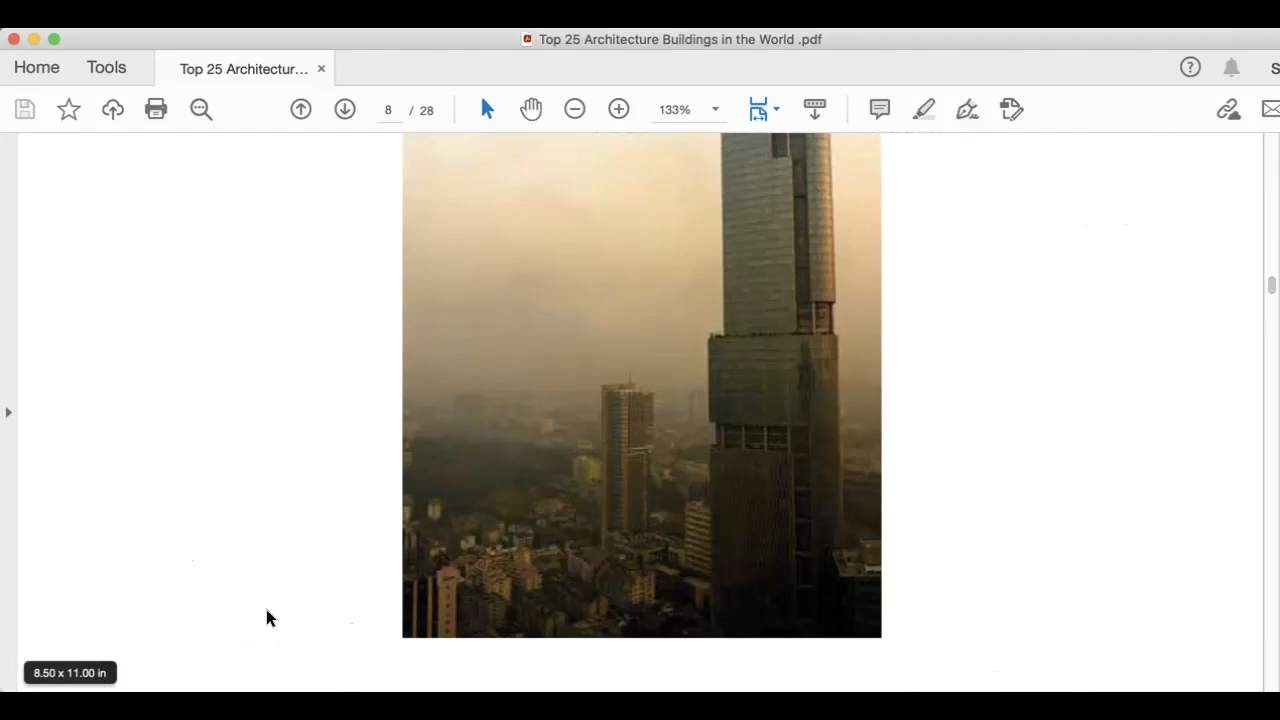 Top 25 Architecture Buildings in the World .pdf
Home Tools Top 25 Architectur... × ? S
8 / 28 133%
8.50 x 11.00 in